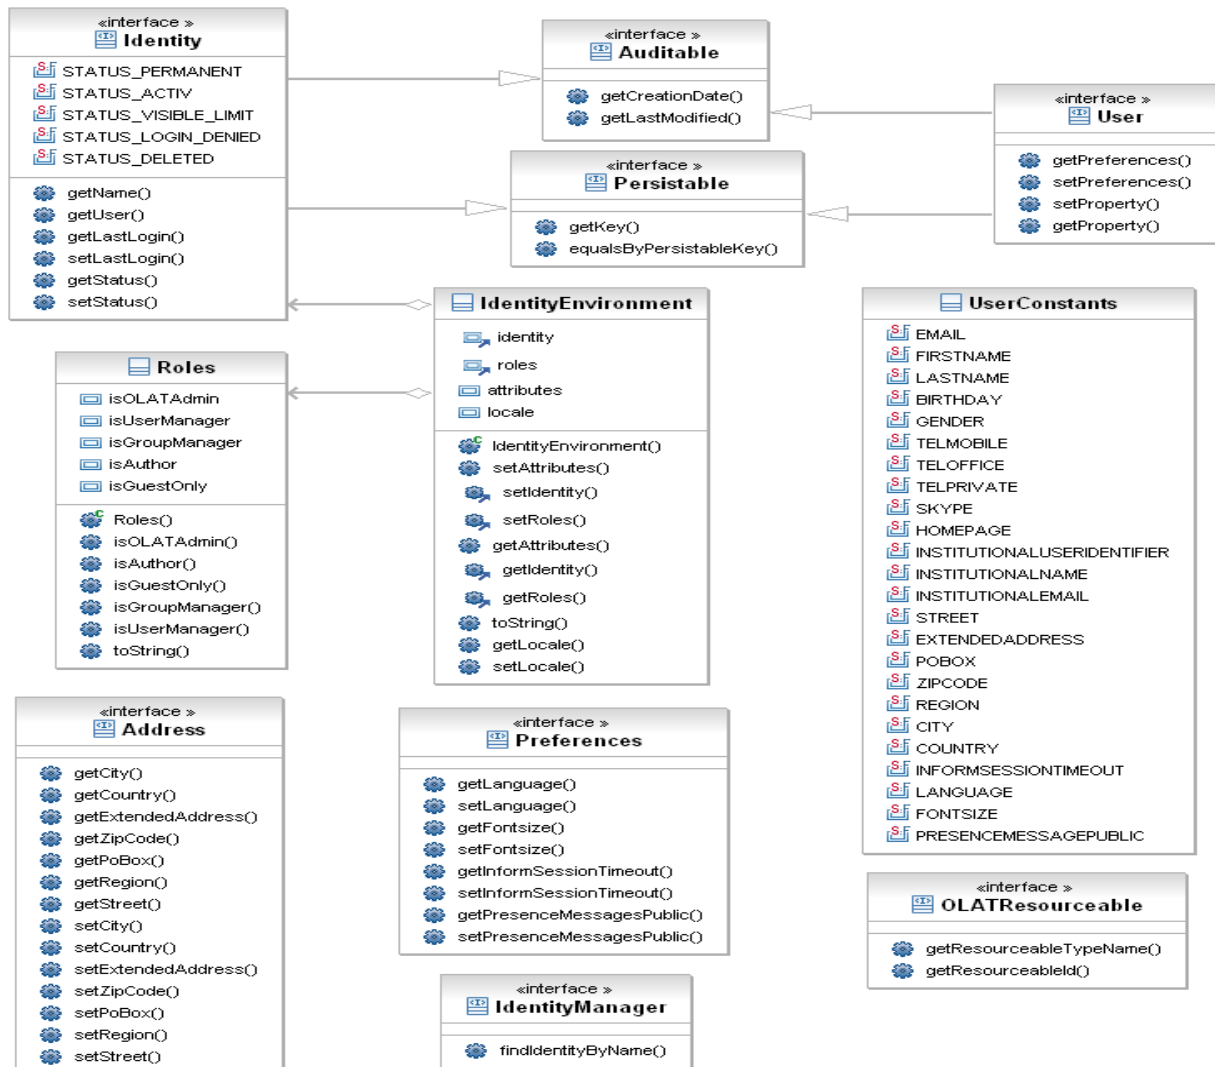 «interface »
Identity
STATUS_PERMANENT
STATUS_ACTIV
STATUS_VISIBLE_LIMIT
STATUS_LOGIN_DENIED
STATUS_DELETED
getName()
getUser()
getLastLogin()
setLastLogin()
getStatus()
setStatus()
«interface »
Auditable
getCreationDate()
getLastModified()
«interface »
User
getPreferences()
setPreferences()
setProperty()
getProperty()
«interface »
Persistable
getKey()
equalsByPersistableKey()
IdentityEnvironment
identity
roles
attributes
locale
IdentityEnvironment()
setAttributes()
setIdentity()
setRoles()
getAttributes()
getIdentity()
getRoles()
toString()
getLocale()
setLocale()
Roles
isOLATAdmin
isUserManager
isGroupManager
isAuthor
isGuestOnly
Roles()
isOLATAdmin()
isAuthor()
isGuestOnly()
isGroupManager()
isUserManager()
toString()
UserConstants
EMAIL
FIRSTNAME
LASTNAME
BIRTHDAY
GENDER
TELMOBILE
TELOFFICE
TELPRIVATE
SKYPE
HOMEPAGE
INSTITUTIONALUSERIDENTIFIER
INSTITUTIONALNAME
INSTITUTIONALEMAIL
STREET
EXTENDEDADDRESS
POBOX
ZIPCODE
REGION
CITY
COUNTRY
INFORMSESSIONTIMEOUT
LANGUAGE
FONTSIZE
PRESENCEMESSAGEPUBLIC
«interface »
Address
getCity()
getCountry()
getExtendedAddress()
getZipCode()
getPoBox()
getRegion()
getStreet()
setCity()
setCountry()
setExtendedAddress()
setZipCode()
setPoBox()
setRegion()
setStreet()
«interface »
Preferences
getLanguage()
setLanguage()
getFontsize()
setFontsize()
getInformSessionTimeout()
setInformSessionTimeout()
getPresenceMessagesPublic()
setPresenceMessagesPublic()
«interface »
OLATResourceable
getResourceableTypeName()
getResourceableId()
«interface »
IdentityManager
findIdentityByName()